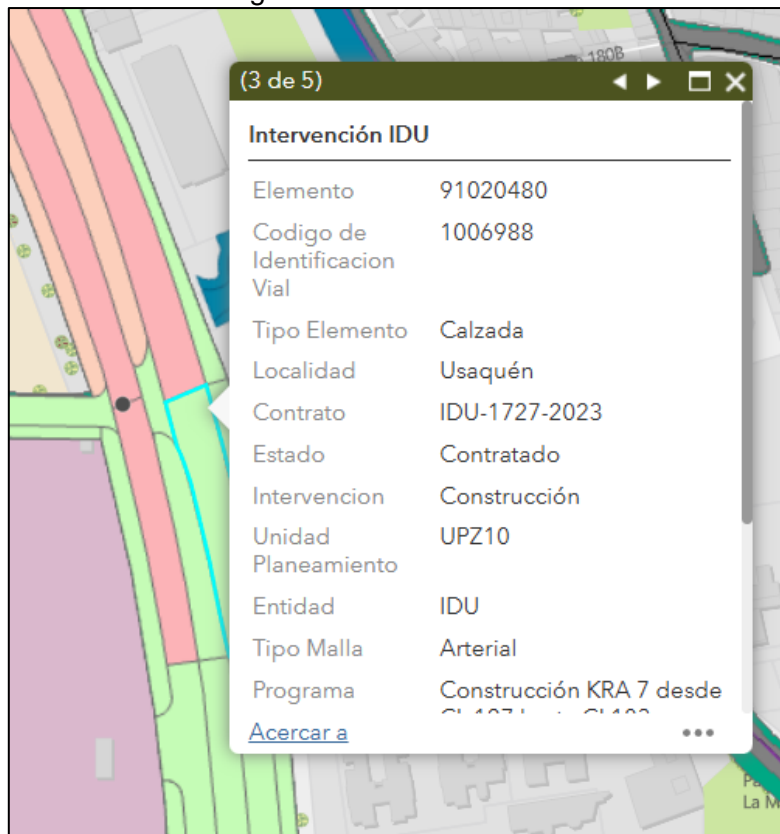 180B
(3 de 5)
Intervención IDU
Elemento 91020480
Codigo de 1006988
Identificacion
Vial
Tipo Elemento Calzada
Localidad Usaquén
Contrato IDU-1727-2023
Estado Contratado
Intervencion Construcción
Unidad UPZ10
Planeamiento
Entidad IDU
Tipo Malla Arterial
Programa Construcción KRA 7 desde
Acercar a
La M